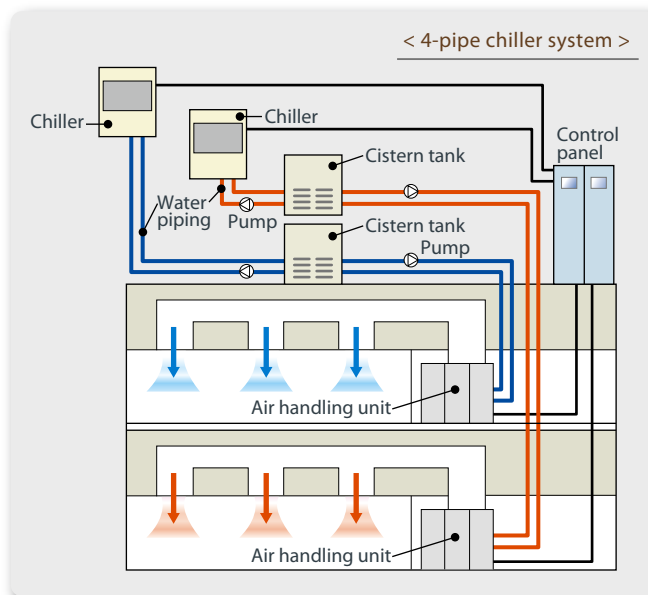 < 4-pipe chiller system >
Chiller
Chiller
Control
panel
Cistern tank
Water
piping
Pump
Cistern tank
Pump
Air handling unit
Air handling unit